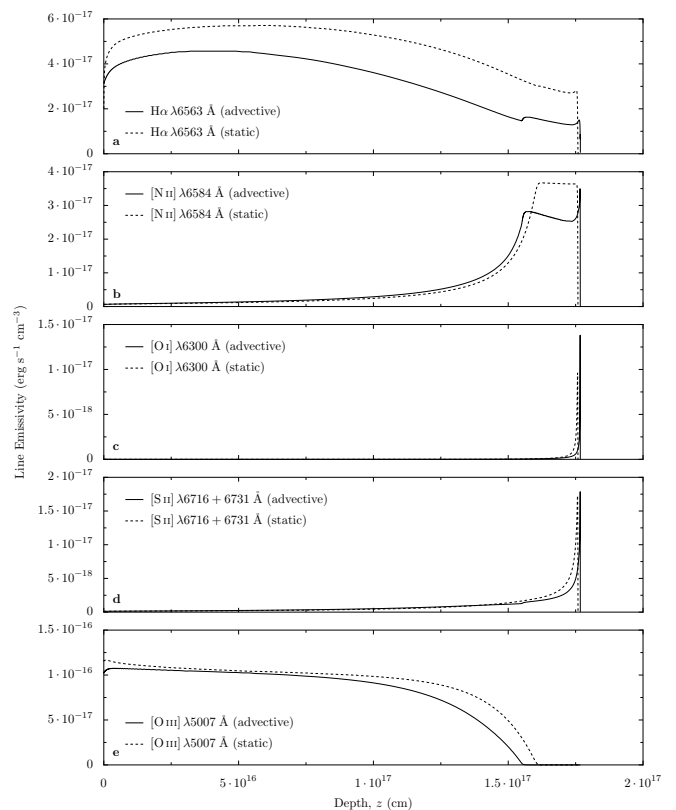 6·10⁻¹⁷
4·10⁻¹⁷
2·10⁻¹⁷
0
Hα λ6563 Å (advective)
Hα λ6563 Å (static)
a
4·10⁻¹⁷
3·10⁻¹⁷
2·10⁻¹⁷
1·10⁻¹⁷
0
[N II] λ6584 Å (advective)
[N II] λ6584 Å (static)
b
1.5·10⁻¹⁷
1·10⁻¹⁷
5·10⁻¹⁸
0
[O I] λ6300 Å (advective)
[O I] λ6300 Å (static)
c
2·10⁻¹⁷
1.5·10⁻¹⁷
1·10⁻¹⁷
5·10⁻¹⁸
0
[S II] λ6716 + 6731 Å (advective)
[S II] λ6716 + 6731 Å (static)
d
1.5·10⁻¹⁶
1·10⁻¹⁶
5·10⁻¹⁷
0
[O III] λ5007 Å (advective)
[O III] λ5007 Å (static)
e
0 5·10¹⁶ 1·10¹⁷ 1.5·10¹⁷ 2·10¹⁷
Depth, z (cm)
Line Emissivity (erg s⁻¹ cm⁻³)